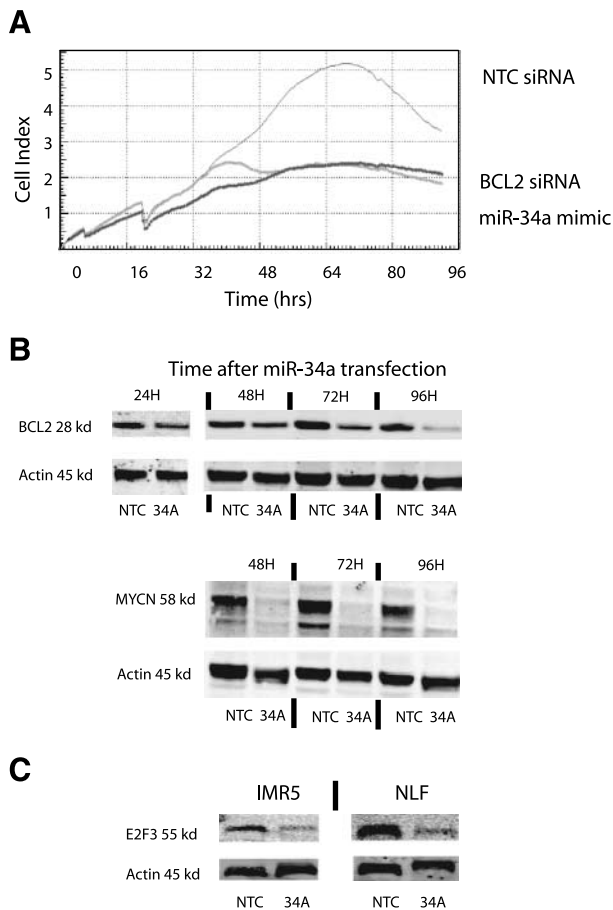 A
5
4
3
2
1
Cell Index
0 16 32 48 64 80 96
Time (hrs)
NTC siRNA
BCL2 siRNA
miR-34a mimic
B
Time after miR-34a transfection
24H 48H 72H 96H
BCL2 28 kd
Actin 45 kd
NTC 34A NTC 34A NTC 34A NTC 34A
48H 72H 96H
MYCN 58 kd
Actin 45 kd
NTC 34A NTC 34A NTC 34A
C
IMR5 NLF
E2F3 55 kd
Actin 45 kd
NTC 34A NTC 34A